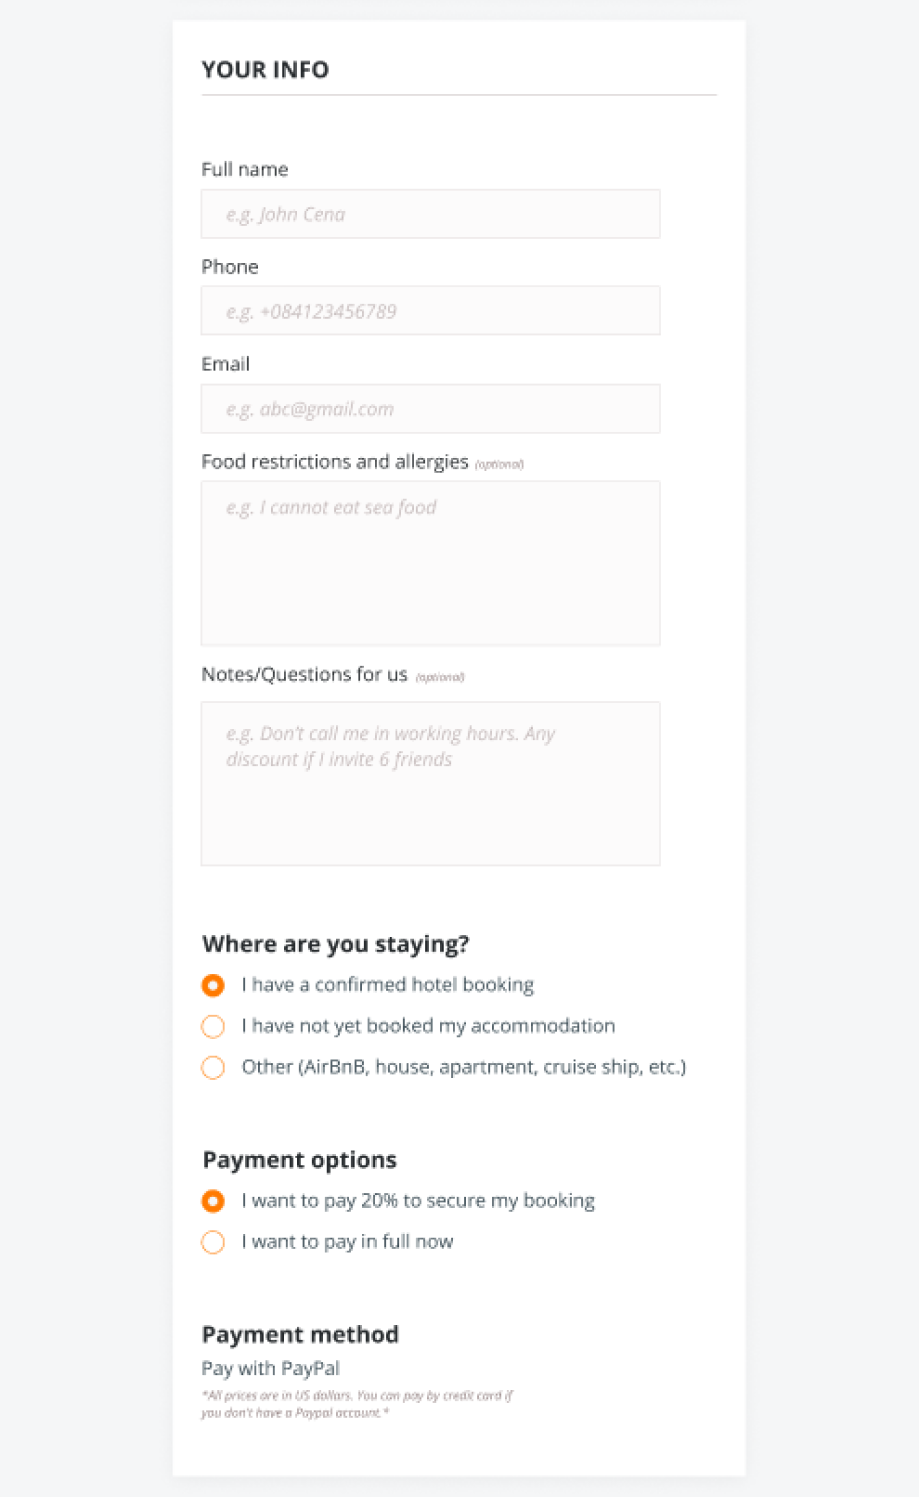 YOUR INFO
Full name
e.g. John Cena
Phone
e.g. +084123456789
Email
e.g. abc@gmail.com
Food restrictions and allergies (optional)
e.g. I cannot eat sea food
Notes/Questions for us (optional)
e.g. Don't call me in working hours. Any
discount if I invite 6 friends
Where are you staying?
I have a confirmed hotel booking
I have not yet booked my accommodation
Other (AirBnB, house, apartment, cruise ship, etc.)
Payment options
I want to pay 20% to secure my booking
I want to pay in full now
Payment method
Pay with PayPal
*All prices are in US dollars. You can pay by credit card if
you don't have a Paypal account.*